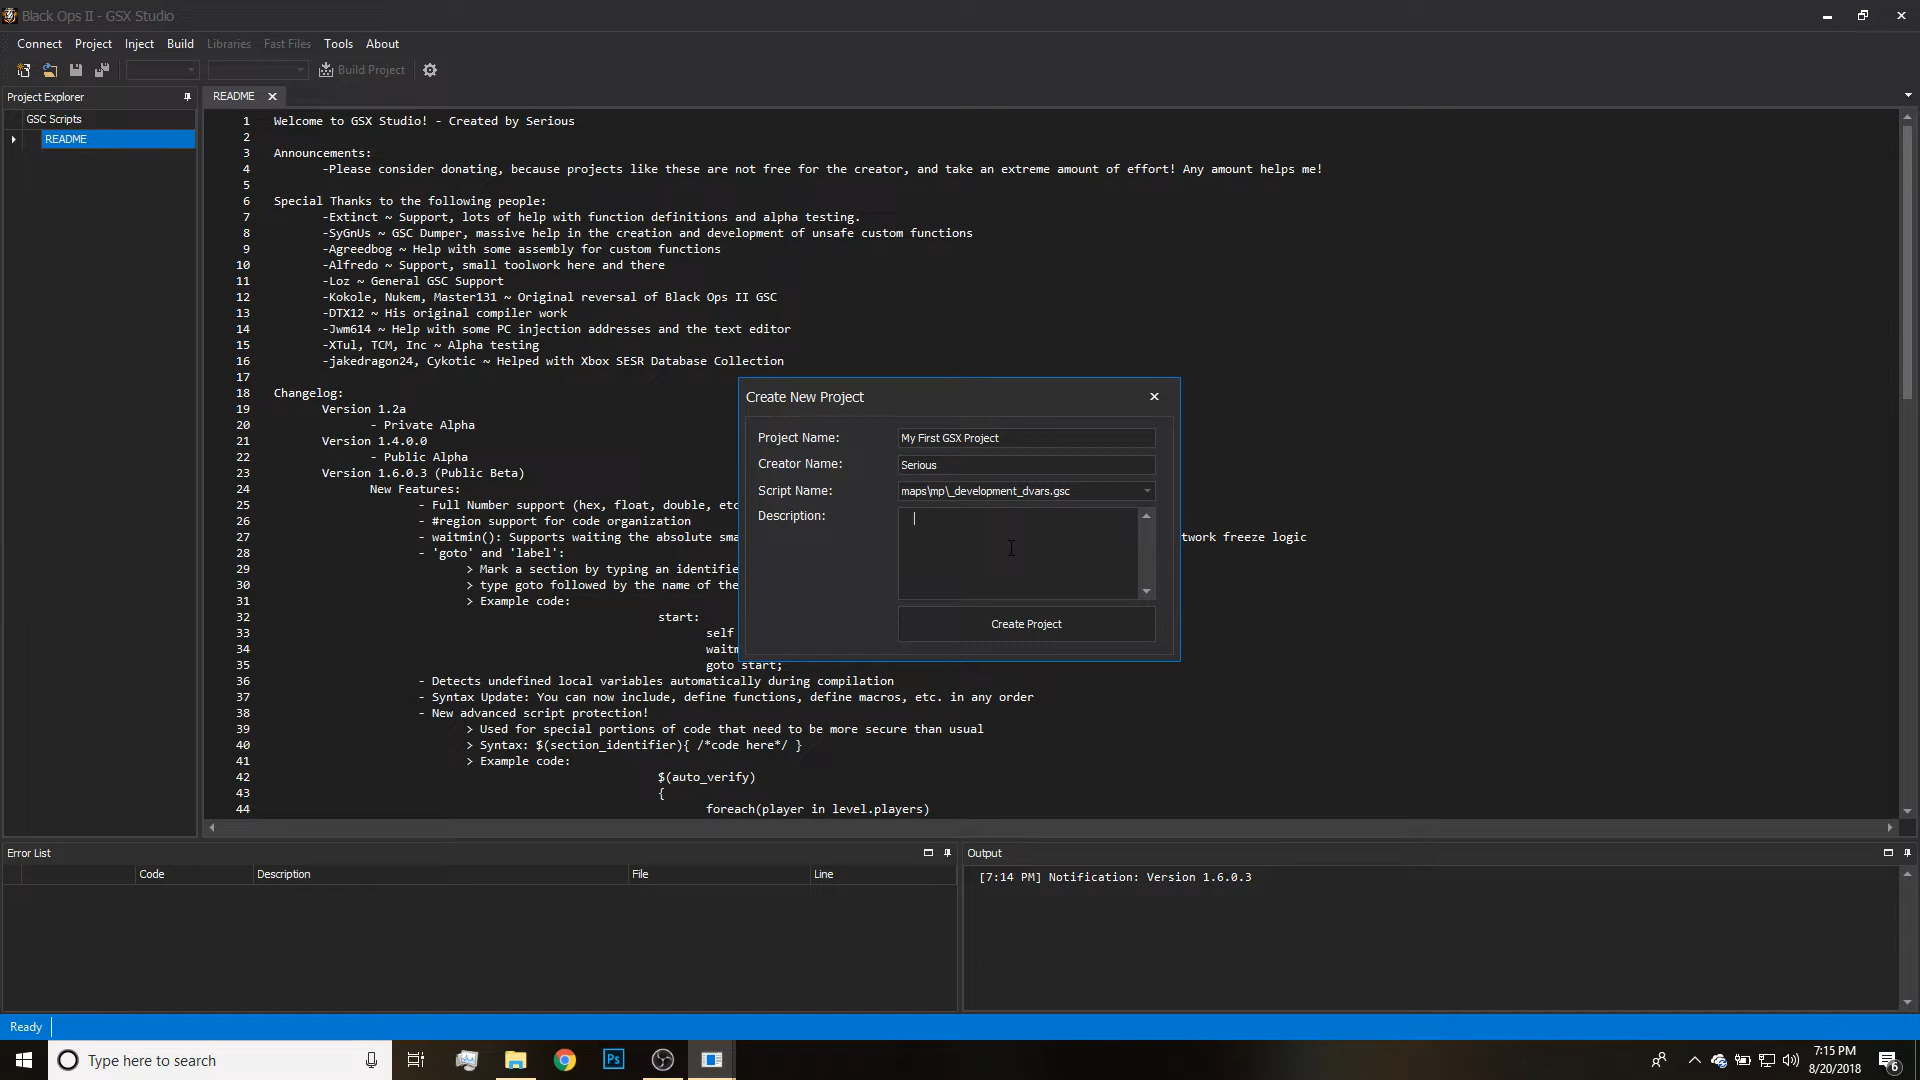 Black Ops II - GSX Studio
Connect Project Inject Build Libraries Fast Files Tools About
Build Project
Project Explorer
GSC Scripts
README
README
1 Welcome to GSX Studio! - Created by Serious
2
3 Announcements:
4 -Please consider donating, because projects like these are not free for the creator, and take an extreme amount of effort! Any amount helps me!
5
6 Special Thanks to the following people:
7 -Extinct ~ Support, lots of help with function definitions and alpha testing.
8 -SyGnUs ~ GSC Dumper, massive help in the creation and development of unsafe custom functions
9 -Agreedbog ~ Help with some assembly for custom functions
10 -Alfredo ~ Support, small toolwork here and there
11 -Loz ~ General GSC Support
12 -Kokole, Nukem, Master131 ~ Original reversal of Black Ops II GSC
13 -DTX12 ~ His original compiler work
14 -Jwm614 ~ Help with some PC injection addresses and the text editor
15 -XTul, TCM, Inc ~ Alpha testing
16 -jakedragon24, Cykotic ~ Helped with Xbox SESR Database Collection
17
18 Changelog:
19 Version 1.2a
20 - Private Alpha
21 Version 1.4.0.0
22 - Public Alpha
23 Version 1.6.0.3 (Public Beta)
24 New Features:
25 - Full Number support (hex, float, double, etc
26 - #region support for code organization
27 - waitmin(): Supports waiting the absolute sma twork freeze logic
28 - 'goto' and 'label':
29 > Mark a section by typing an identifie
30 > type goto followed by the name of the
31 > Example code:
32 start:
33 self
34 waitm
35 goto start;
36 - Detects undefined local variables automatically during compilation
37 - Syntax Update: You can now include, define functions, define macros, etc. in any order
38 - New advanced script protection!
39 > Used for special portions of code that need to be more secure than usual
40 > Syntax: $(section_identifier){ /*code here*/ }
41 > Example code:
42 $(auto_verify)
43 {
44 foreach(player in level.players)
Create New Project
Project Name: My First GSX Project
Creator Name: Serious
Script Name: maps\mp\_development_dvars.gsc
Description:
Create Project
Error List
Code Description File Line
Output
[7:14 PM] Notification: Version 1.6.0.3
Ready
Type here to search
Ps
7:15 PM
8/20/2018
6